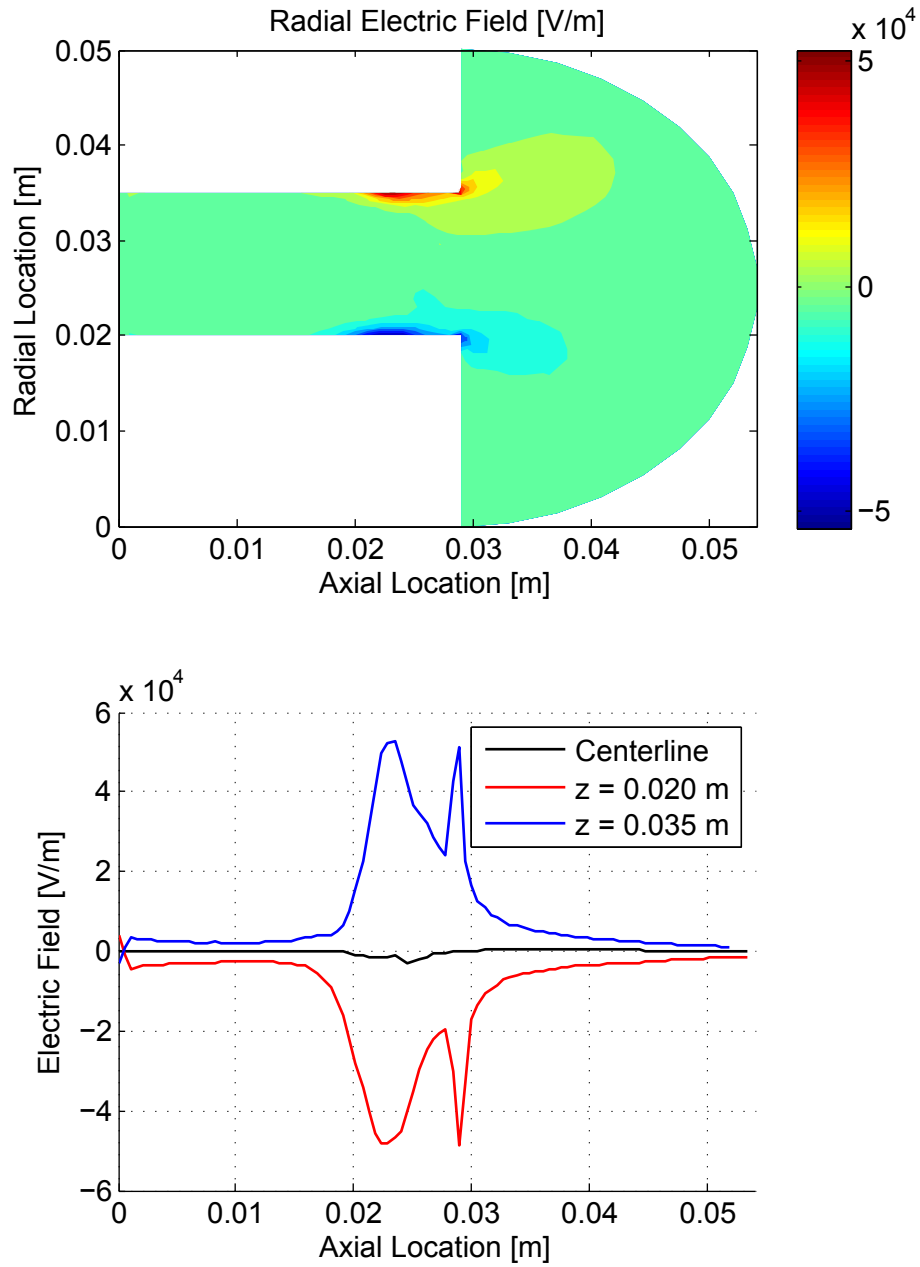 Radial Electric Field [V/m]
x 10^4
0.05
0.04
0.03
0.02
0.01
0
Radial Location [m]
0
0.01
0.02
0.03
0.04
0.05
Axial Location [m]
5
0
−5
x 10^4
6
4
2
0
−2
−4
−6
Electric Field [V/m]
Centerline
z = 0.020 m
z = 0.035 m
0
0.01
0.02
0.03
0.04
0.05
Axial Location [m]